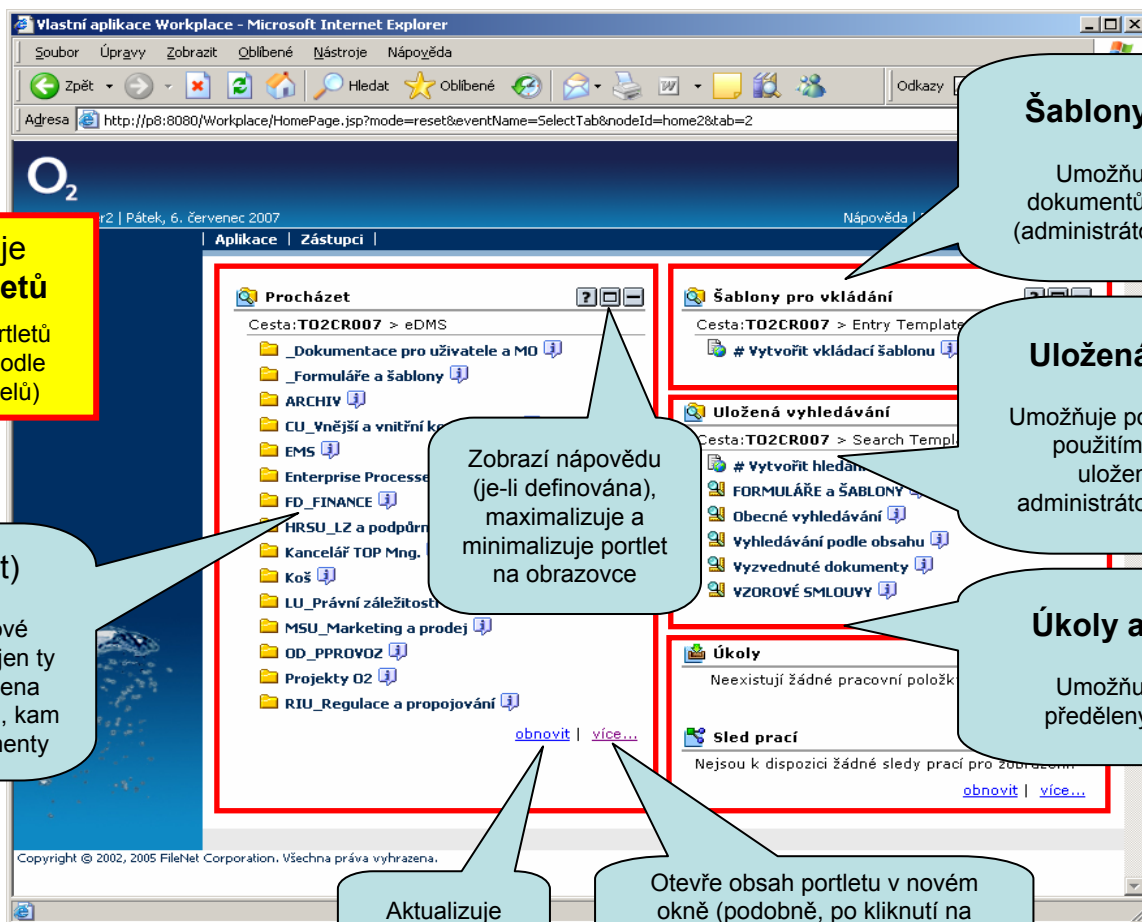 Vlastní aplikace Workplace - Microsoft Internet Explorer
Soubor Úpravy Zobrazit Oblíbené Nástroje Nápověda
Zpět Hledat Oblíbené Odkazy
Adresa http://p8:8080/Workplace/HomePage.jsp?mode=reset&eventName=SelectTab&nodeId=home2&tab=2
O2
r2 | Pátek, 6. červenec 2007
Nápověda |
Aplikace | Zástupci |
je
etů
rtletů
odle
elů)
Procházet
Cesta:TO2CR007 > eDMS
_Dokumentace pro uživatele a MO
_Formuláře a šablony
ARCHIV
CU_Vnější a vnitřní k
EMS
Enterprise Processe
FD_FINANCE
HRSU_LZ a podpůrn
Kancelář TOP Mng.
Koš
LU_Právní záležitosti
MSU_Marketing a prodej
OD_PPROVOZ
Projekty O2
RIU_Regulace a propojování
obnovit | více...
Zobrazí nápovědu
(je-li definována),
maximalizuje a
minimalizuje portlet
na obrazovce
t)
ové
jen ty
ena
, kam
menty
Šablony pro vkládání
Cesta:TO2CR007 > Entry Template
# Vytvořit vkládací šablonu
Uložená vyhledávání
Cesta:TO2CR007 > Search Templ
# Vytvořit hledán
FORMULÁŘE a ŠABLONY
Obecné vyhledávání
Vyhledávání podle obsahu
Vyzvednuté dokumenty
VZOROVÉ SMLOUVY
Úkoly
Neexistují žádné pracovní položk
Sled prací
Nejsou k dispozici žádné sledy prací pro zobrazení.
obnovit | více...
Šablony
Umožňu
dokumentů
(administráto
Uložená
Umožňuje po
použitím
uložen
administráto
Úkoly a
Umožňu
předěleny
Copyright © 2002, 2005 FileNet Corporation. Všechna práva vyhrazena.
Aktualizuje
Otevře obsah portletu v novém
okně (podobně, po kliknutí na